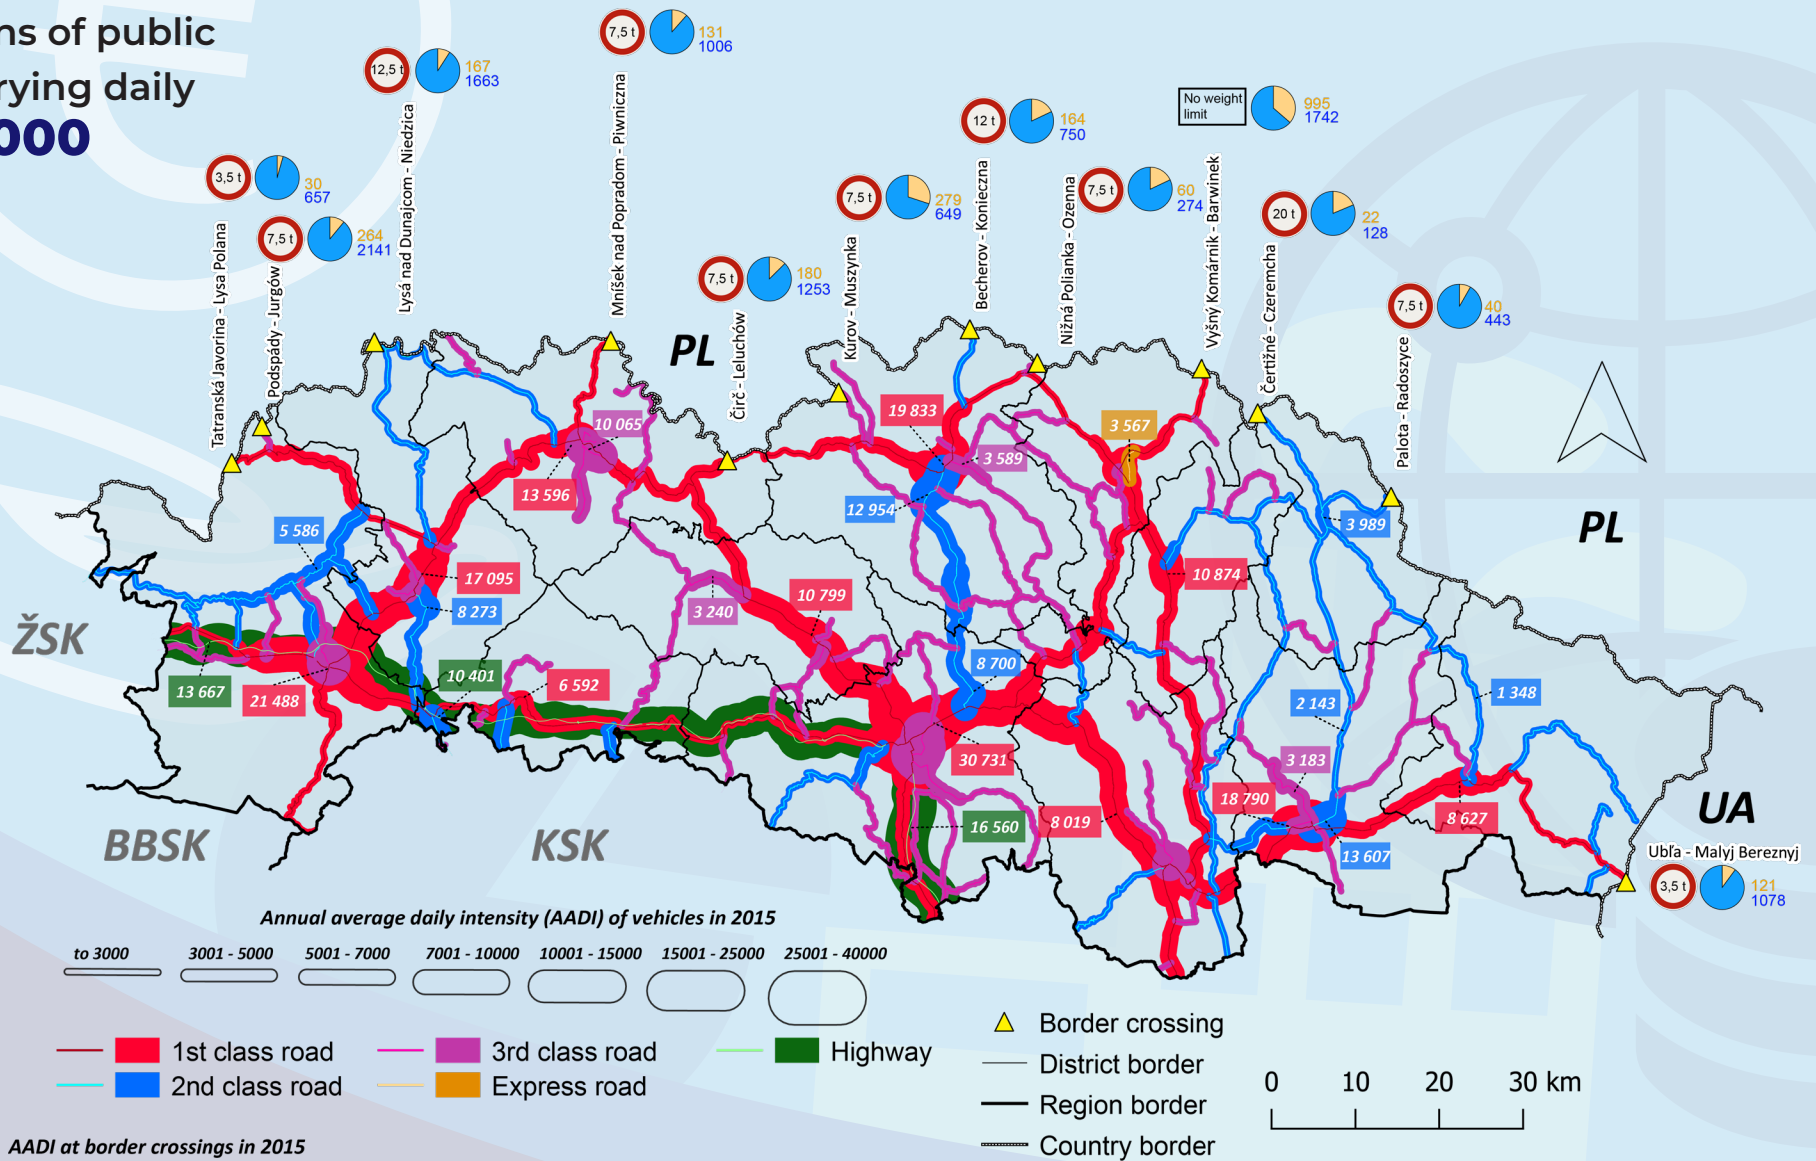 ns of public
rying daily
000
12,5 t
167
1663
7,5 t
131
1006
3,5 t
30
657
7,5 t
264
2141
7,5 t
180
1253
7,5 t
279
649
12 t
164
750
7,5 t
60
274
No weight
limit
995
1742
20 t
22
128
7,5 t
40
443
Tatranská Javorina - Lysa Polana
Podspády - Jurgów
Lysá nad Dunajcom - Niedzica
Mníšek nad Popradom - Piwniczna
Čirč - Leluchów
Kurov - Muszynka
Becherov - Konieczna
Nižná Polianka - Ozenna
Vyšný Komárnik - Barwinek
Čertižné - Czeremcha
Palota - Radoszyce
PL
PL
ŽSK
BBSK
KSK
UA
10 065
13 596
19 833
3 589
3 567
12 954
3 989
5 586
17 095
8 273
3 240
10 799
10 874
13 667
21 488
10 401
6 592
8 700
2 143
1 348
30 731
3 183
18 790
8 627
16 560
8 019
13 607
Ubľa - Malyj Bereznyj
3,5 t
121
1078
Annual average daily intensity (AADI) of vehicles in 2015
to 3000
3001 - 5000
5001 - 7000
7001 - 10000
10001 - 15000
15001 - 25000
25001 - 40000
1st class road
3rd class road
Highway
2nd class road
Express road
Border crossing
District border
Region border
Country border
0 10 20 30 km
AADI at border crossings in 2015